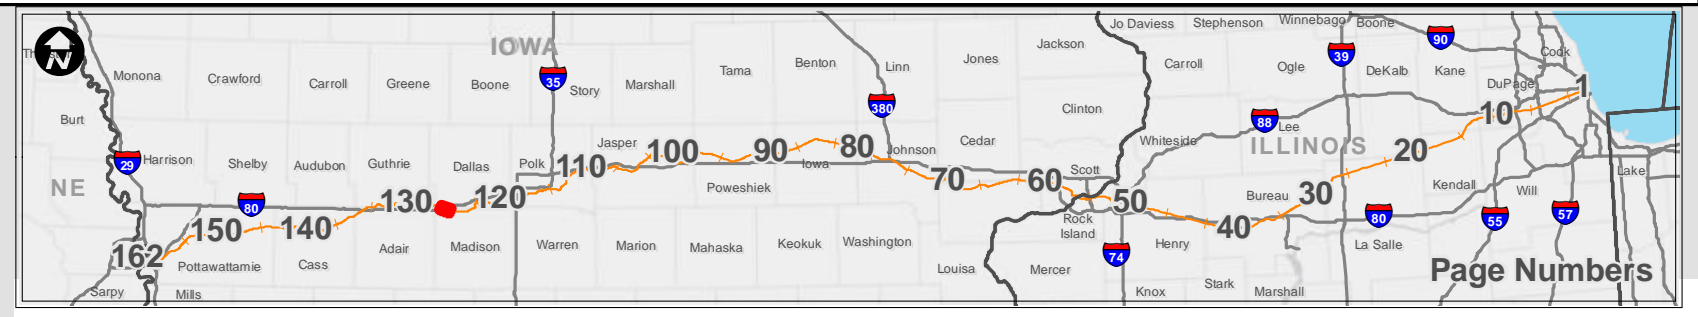 Jo Daviess Stephenson Winnebago Boone
N
IOWA
Jackson
39
90
Cook
Monona Crawford Carroll Greene Boone
35
Story Marshall
Tama
Benton
Linn
Jones
Carroll
Ogle
DeKalb Kane
DuPage
1
Burt
380
Clinton
88
Lee
10
Harrison
29
Shelby Audubon Guthrie Dallas Polk
Jasper
110
100
90
80
Iowa
Johnson
Cedar
Whiteside
ILLINOIS
20
NE
80
130
120
Poweshiek
70
60
Scott
50
Bureau
30
Kendall
Will
Lake
162
150
140
Adair
Madison
Warren
Marion
Mahaska
Keokuk
Washington
Rock
Island
Henry
40
80
55
57
La Salle
Pottawattamie
Cass
Louisa
Mercer
74
Stark
Page Numbers
Sarpy
Mills
Knox
Marshall